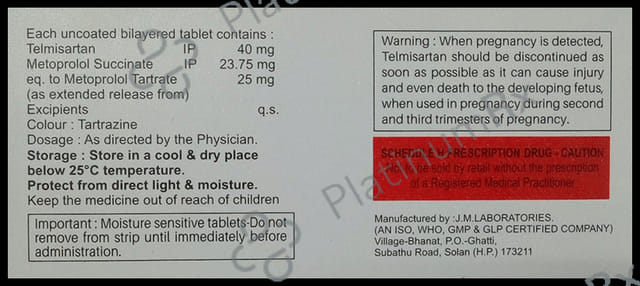 Each uncoated bilayered tablet contains :
Telmisartan IP 40 mg
Metoprolol Succinate IP 23.75 mg
eq. to Metoprolol Tartrate 25 mg
(as extended release from)
Excipients q.s.
Colour : Tartrazine
Dosage : As directed by the Physician.
Storage : Store in a cool & dry place
below 25°C temperature.
Protect from direct light & moisture.
Keep the medicine out of reach of children
Important : Moisture sensitive tablets-Do not
remove from strip until immediately before
administration.
Warning : When pregnancy is detected,
Telmisartan should be discontinued as
soon as possible as it can cause injury
and even death to the developing fetus,
when used in pregnancy during second
and third trimesters of pregnancy.
PRESCRIPTION DRUG - CAUTION
Not to be sold by retail without the prescription
of a Registered Medical Practitioner
Manufactured by :J.M.LABORATORIES.
(AN ISO, WHO, GMP & GLP CERTIFIED COMPANY)
Village-Bhanat, P.O.-Ghatti,
Subathu Road, Solan (H.P.) 173211
PlatinumRx